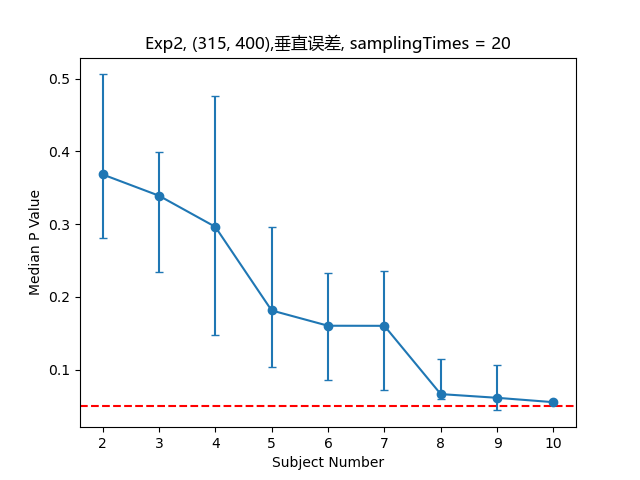 Exp2, (315, 400),垂直误差, samplingTimes = 20
0.5
0.4
0.3
0.2
0.1
Median P Value
2 3 4 5 6 7 8 9 10
Subject Number